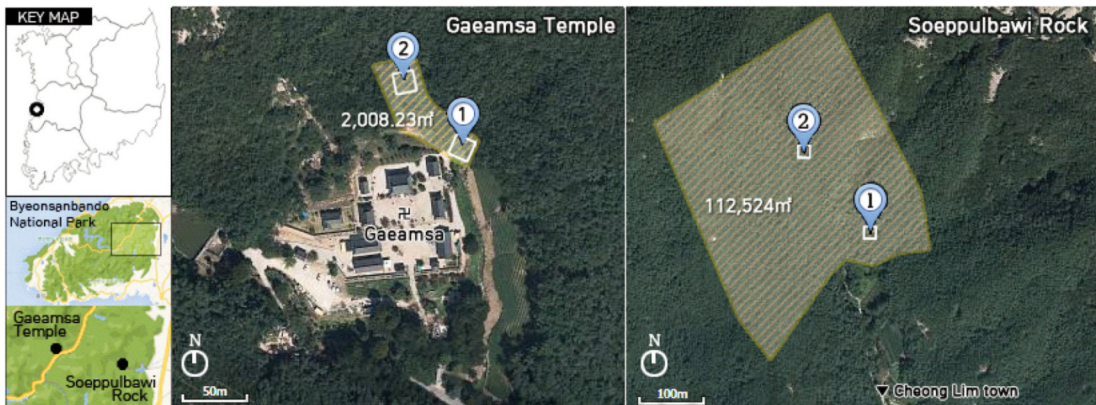 KEY MAP
Byeonsanbando
National Park
Gaeamsa
Temple
Soeppulbawi
Rock
Gaeamsa Temple
2
1
2,008.23㎡
卍
Gaeamsa
N
50m
Soeppulbawi Rock
2
1
112,524㎡
N
100m
▼ Cheong Lim town